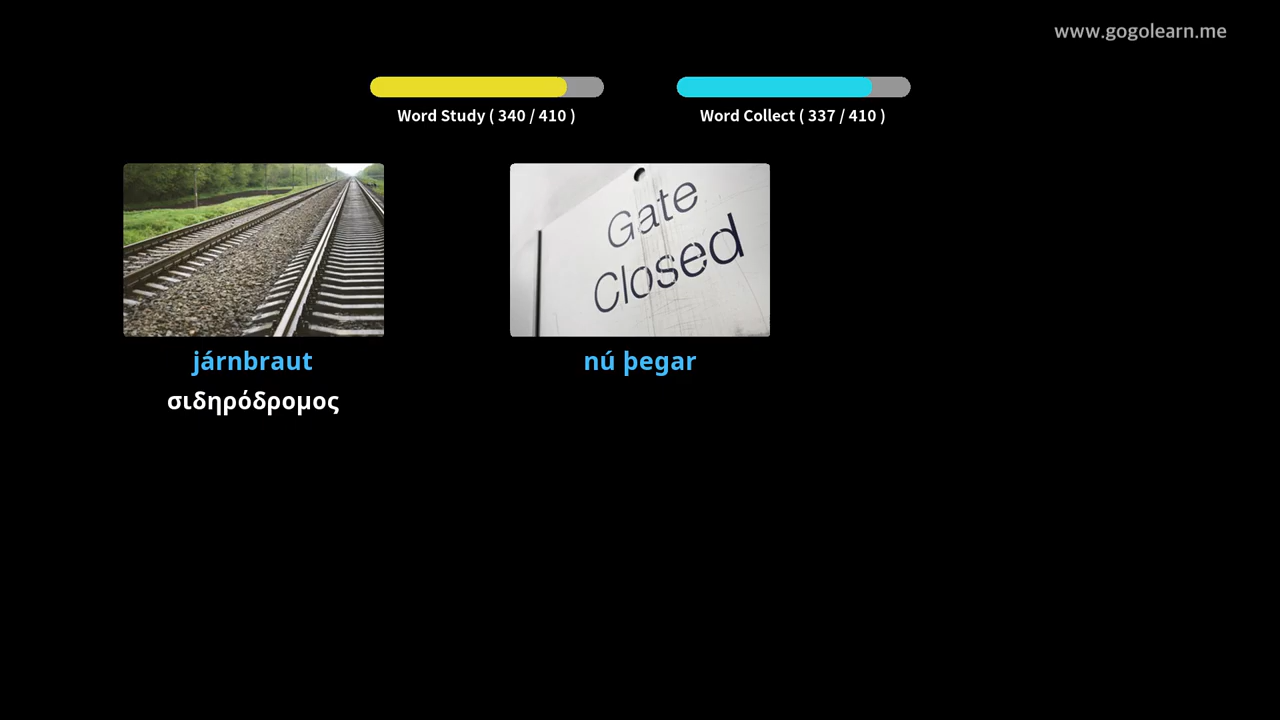 www.gogolearn.me
Word Study ( 340 / 410 )
Word Collect ( 337 / 410 )
Gate
Closed
járnbraut
nú þegar
σιδηρόδρομος